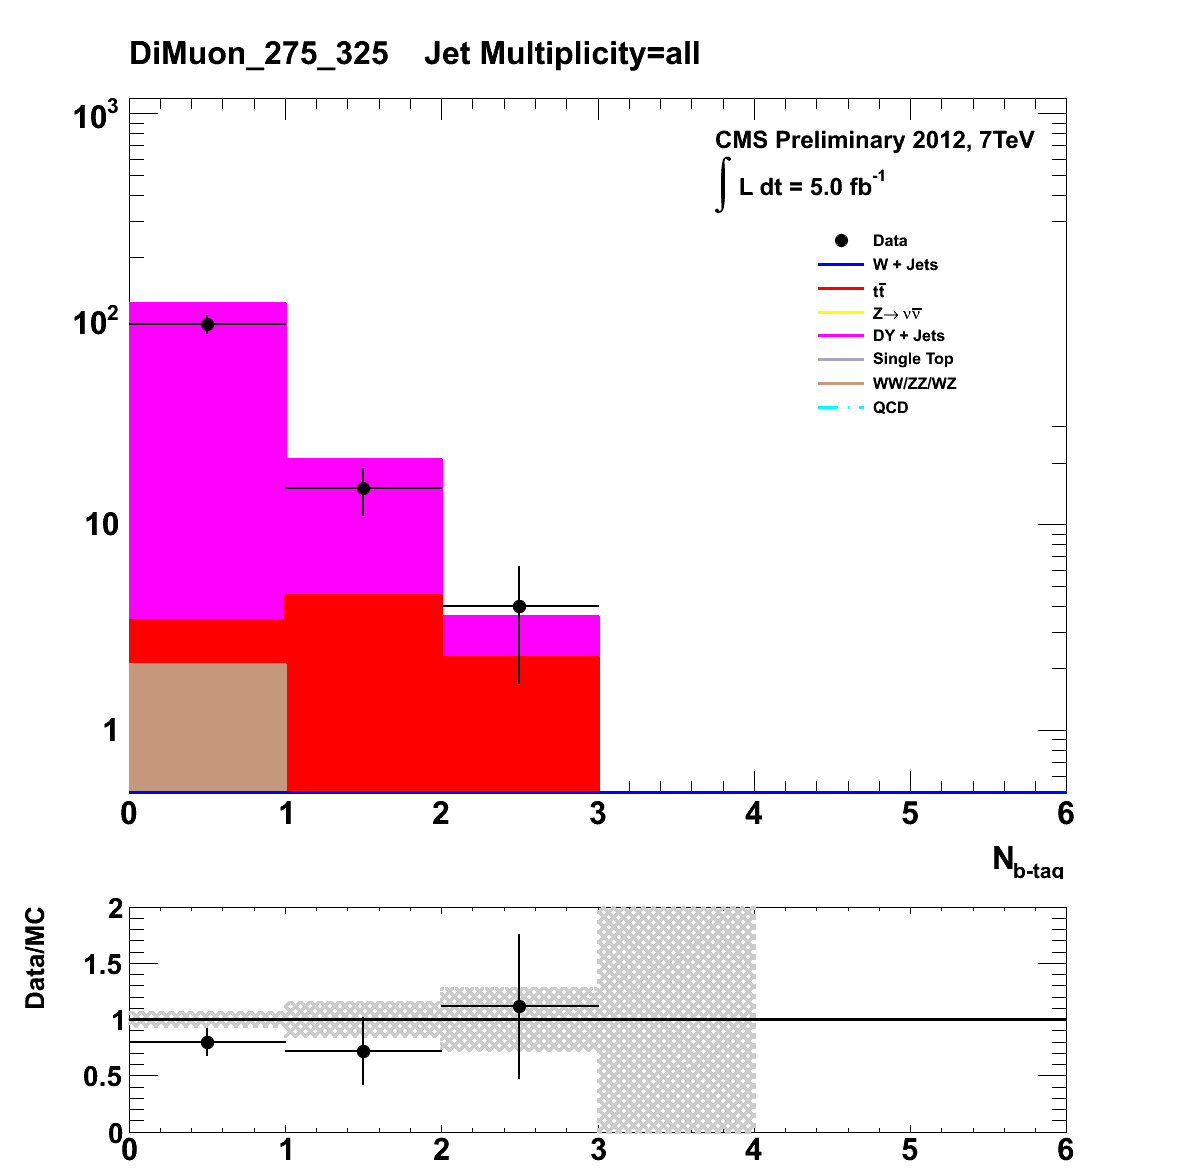 DiMuon_275_325 Jet Multiplicity=all
10³
CMS Preliminary 2012, 7TeV
∫ L dt = 5.0 fb⁻¹
Data
W + Jets
tt̅
Z→ νν̅
DY + Jets
Single Top
WW/ZZ/WZ
QCD
10²
10
1
0 1 2 3 4 5 6
N b-tag
Data/MC
2
1.5
1
0.5
0
0 1 2 3 4 5 6